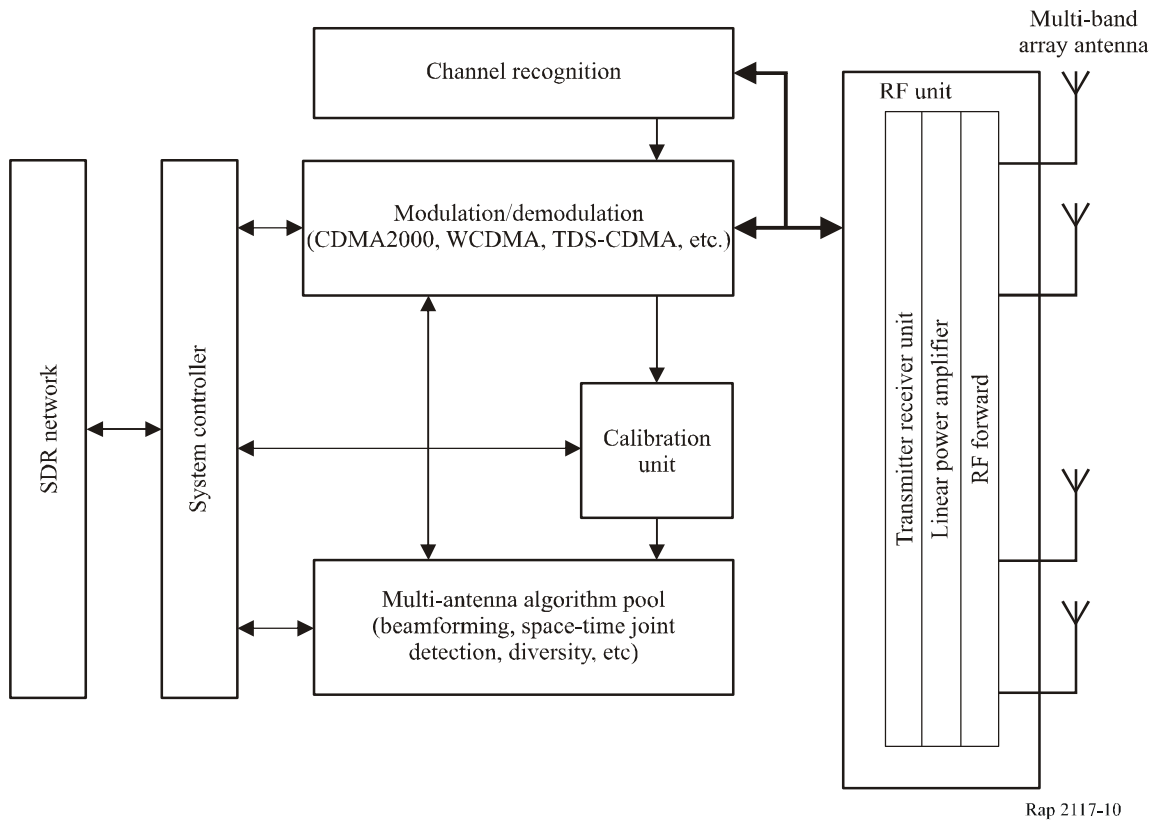 Multi-band
array antenna
Channel recognition
RF unit
Modulation/demodulation
(CDMA2000, WCDMA, TDS-CDMA, etc.)
SDR network
System controller
Calibration
unit
Transmitter receiver unit
Linear power amplifier
RF forward
Multi-antenna algorithm pool
(beamforming, space-time joint
detection, diversity, etc)
Rap 2117-10